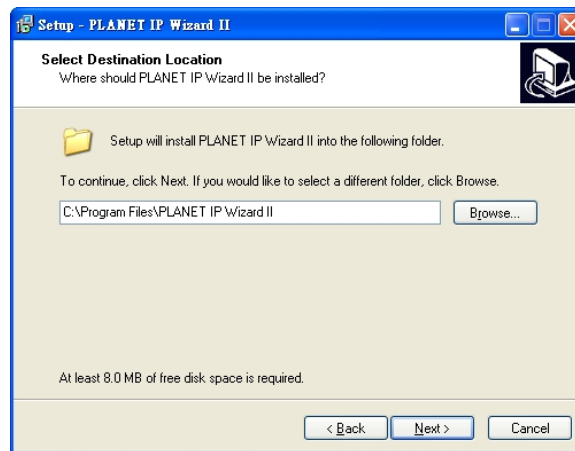 Setup - PLANET IP Wizard II
Select Destination Location
Where should PLANET IP Wizard II be installed?
Setup will install PLANET IP Wizard II into the following folder.
To continue, click Next. If you would like to select a different folder, click Browse.
C:\Program Files\PLANET IP Wizard II
Browse...
At least 8.0 MB of free disk space is required.
< Back
Next >
Cancel